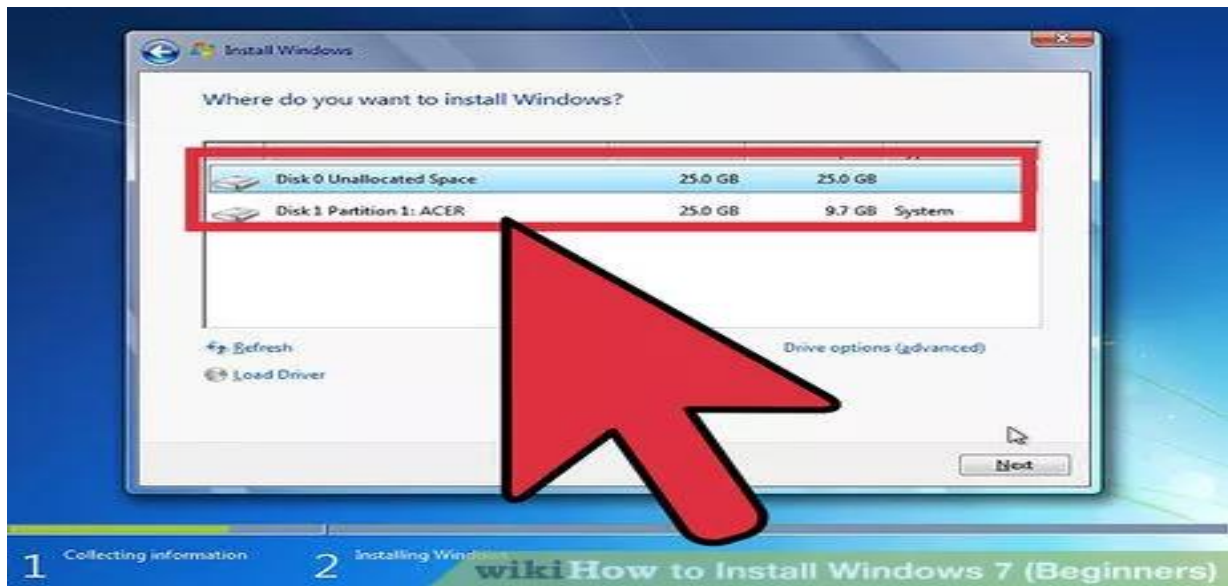 Install Windows
Where do you want to install Windows?
Disk 0 Unallocated Space 25.0 GB 25.0 GB
Disk 1 Partition 1: ACER 25.0 GB 9.7 GB System
Refresh Drive options (advanced)
Load Driver
Next
1 Collecting information 2 Installing Windows
wikiHow to Install Windows 7 (Beginners)